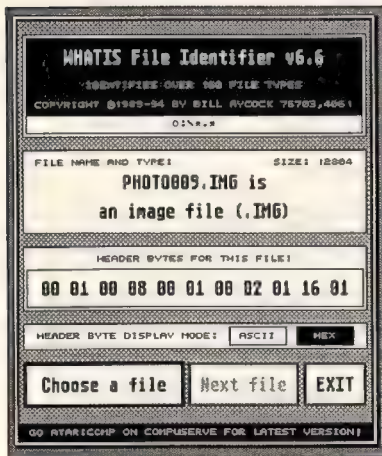 WHATIS File Identifier v6.6
IDENTIFIES OVER 100 FILE TYPES
COPYRIGHT ©1989-94 BY BILL AYCOCK 76703,4061
O:\*.*
FILE NAME AND TYPE: SIZE: 12804
PHOTO009.IMG is
an image file (.IMG)
HEADER BYTES FOR THIS FILE:
00 01 00 08 00 01 00 02 01 16 01
HEADER BYTE DISPLAY MODE: ASCII HEX
Choose a file Next file EXIT
GO ATARICOMP ON COMPUSERVE FOR LATEST VERSION!